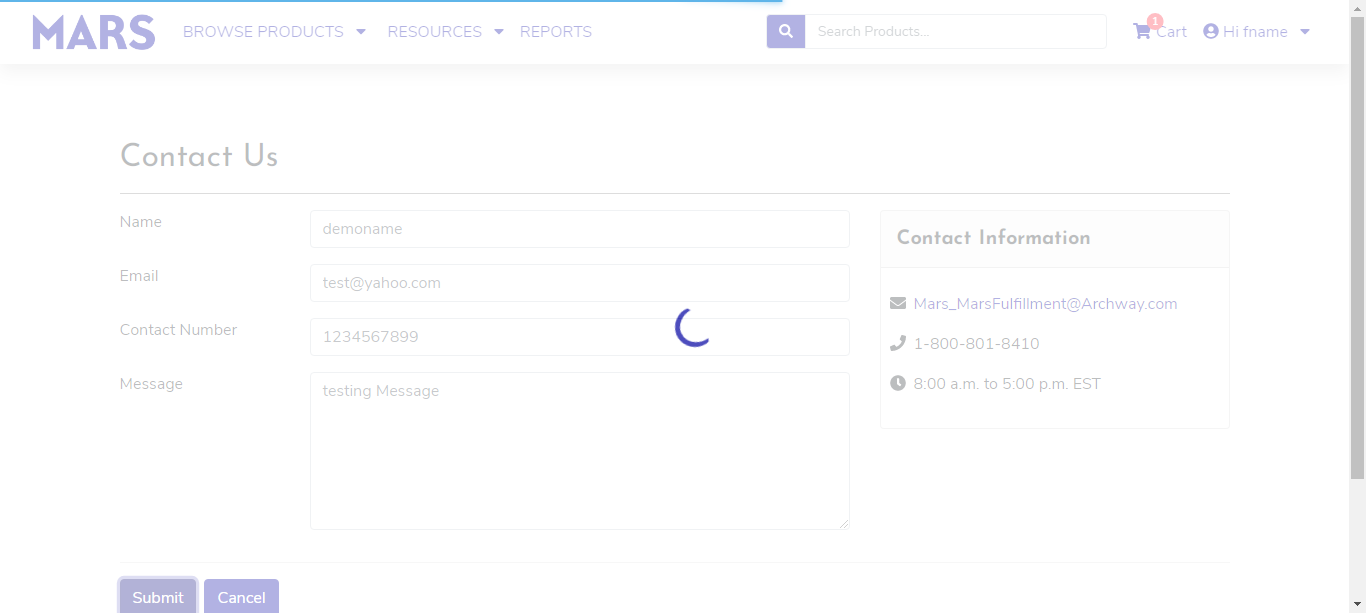 MARS BROWSE PRODUCTS RESOURCES REPORTS Search Products... 1 Cart Hi fname
Contact Us
Name demoname
Email test@yahoo.com
Contact Number 1234567899
Message testing Message
Contact Information
Mars_MarsFulfillment@Archway.com
1-800-801-8410
8:00 a.m. to 5:00 p.m. EST
Submit Cancel